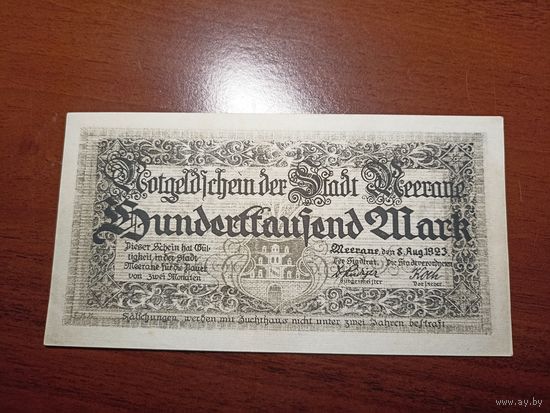 Notgeldschein der Stadt Meerane
Hunderttausend Mark
Dieser Schein hat Gül-
tigkeit in der Stadt
Meerane für die Dauer
von zwei Monaten
Meerane, den 8. Aug. 1923
Der Stadtrat. Die Stadtverordneten.
Bürgermeister Vorsteher
Fälschungen werden mit Zuchthaus nicht unter zwei Jahren bestraft
www.ay.by